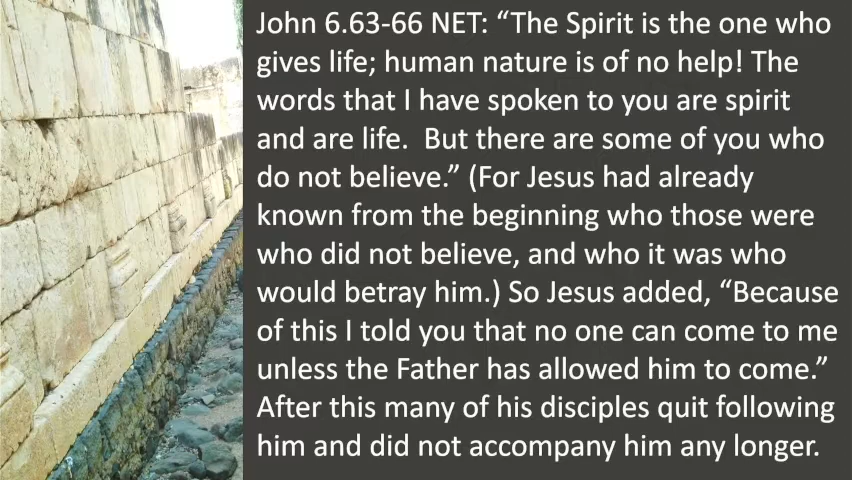 John 6.63-66 NET: “The Spirit is the one who
gives life; human nature is of no help! The
words that I have spoken to you are spirit
and are life.  But there are some of you who
do not believe.” (For Jesus had already
known from the beginning who those were
who did not believe, and who it was who
would betray him.) So Jesus added, “Because
of this I told you that no one can come to me
unless the Father has allowed him to come.”
After this many of his disciples quit following
him and did not accompany him any longer.